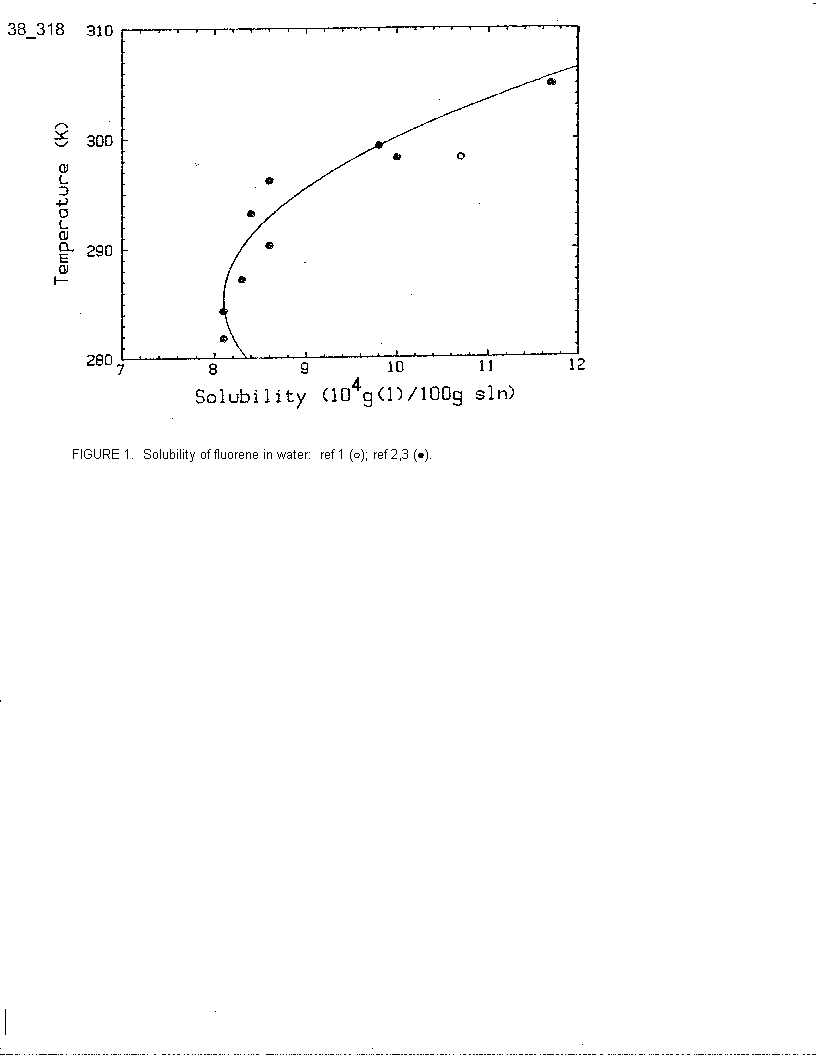 38_318
310
300
290
280
Temperature (K)
7 8 9 10 11 12
Solubility (10⁴g(1)/100g sln)
FIGURE 1. Solubility of fluorene in water: ref 1 (o); ref 2,3 (●).